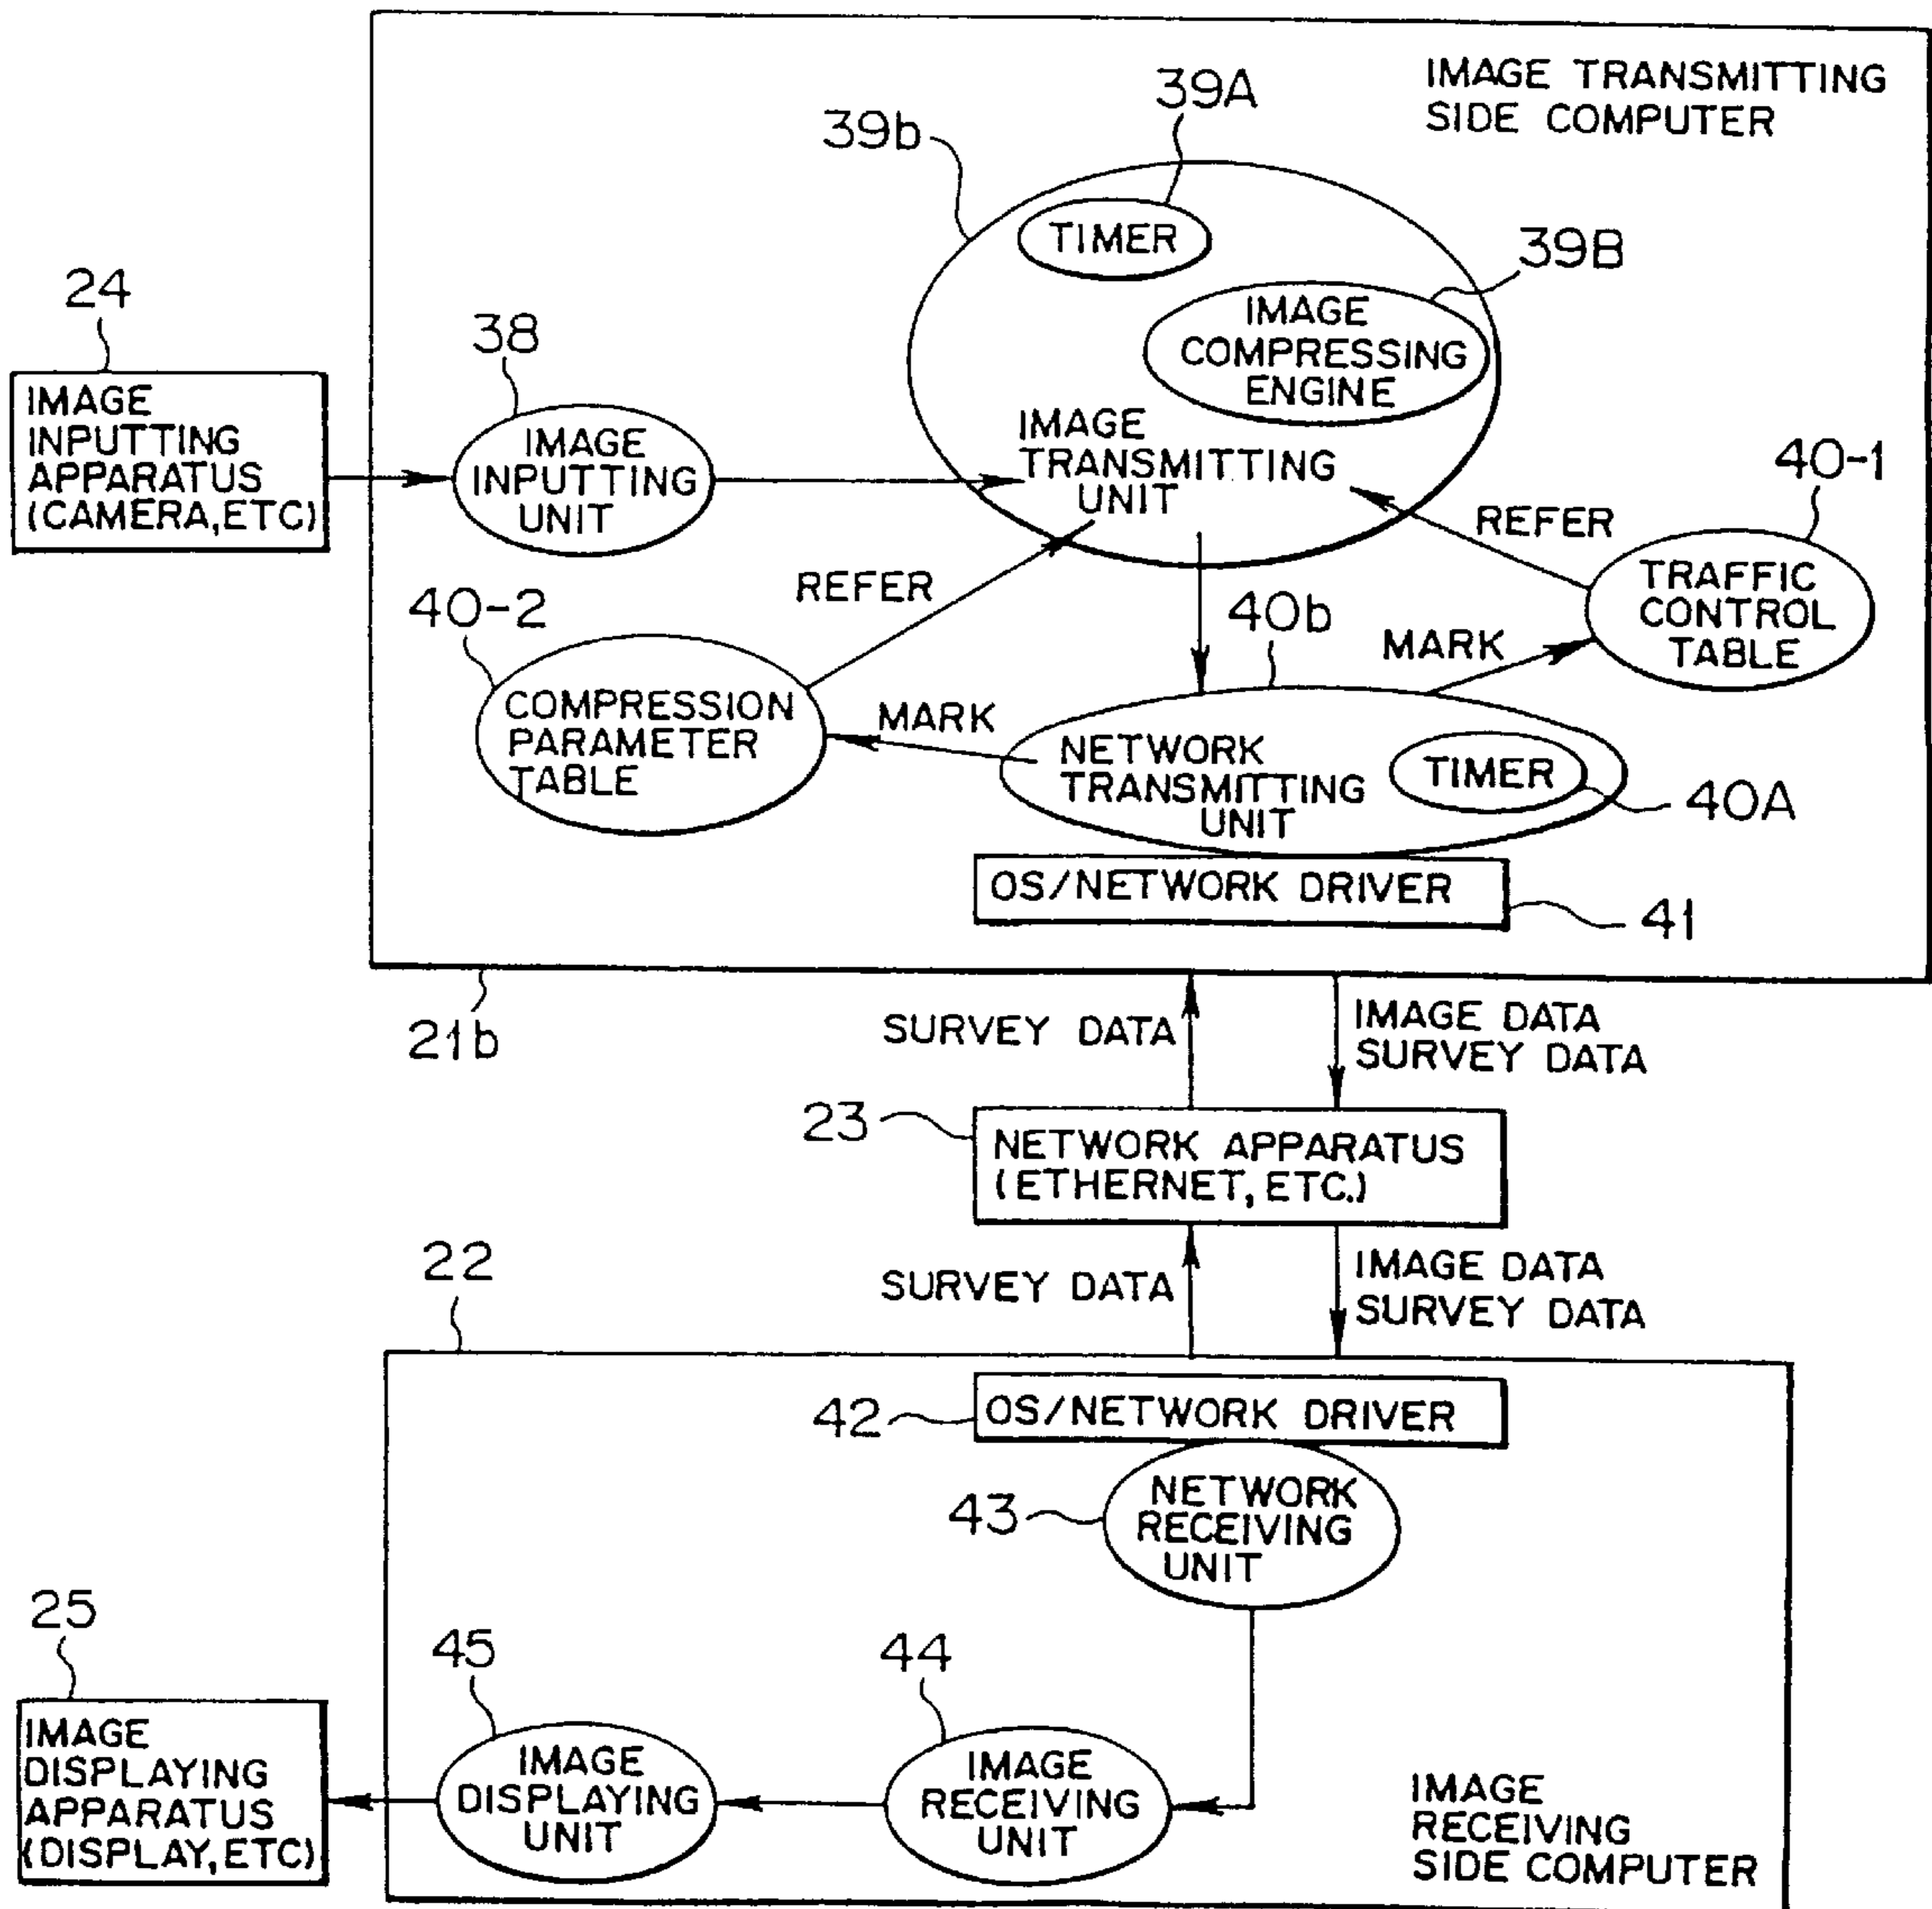 IMAGE TRANSMITTING
SIDE COMPUTER
39A
39b
TIMER
39B
IMAGE
COMPRESSING
ENGINE
24
38
IMAGE
INPUTTING
APPARATUS
(CAMERA,ETC)
IMAGE
INPUTTING
UNIT
IMAGE
TRANSMITTING
UNIT
40-1
REFER
TRAFFIC
CONTROL
TABLE
REFER
40-2
40b
MARK
COMPRESSION
PARAMETER
TABLE
MARK
NETWORK
TRANSMITTING
UNIT
TIMER
40A
OS/NETWORK DRIVER
41
21b
SURVEY DATA
IMAGE DATA
SURVEY DATA
23
NETWORK APPARATUS
(ETHERNET, ETC.)
22
SURVEY DATA
IMAGE DATA
SURVEY DATA
42
OS/NETWORK DRIVER
43
NETWORK
RECEIVING
UNIT
25
45
44
IMAGE
DISPLAYING
APPARATUS
(DISPLAY,ETC)
IMAGE
DISPLAYING
UNIT
IMAGE
RECEIVING
UNIT
IMAGE
RECEIVING
SIDE COMPUTER